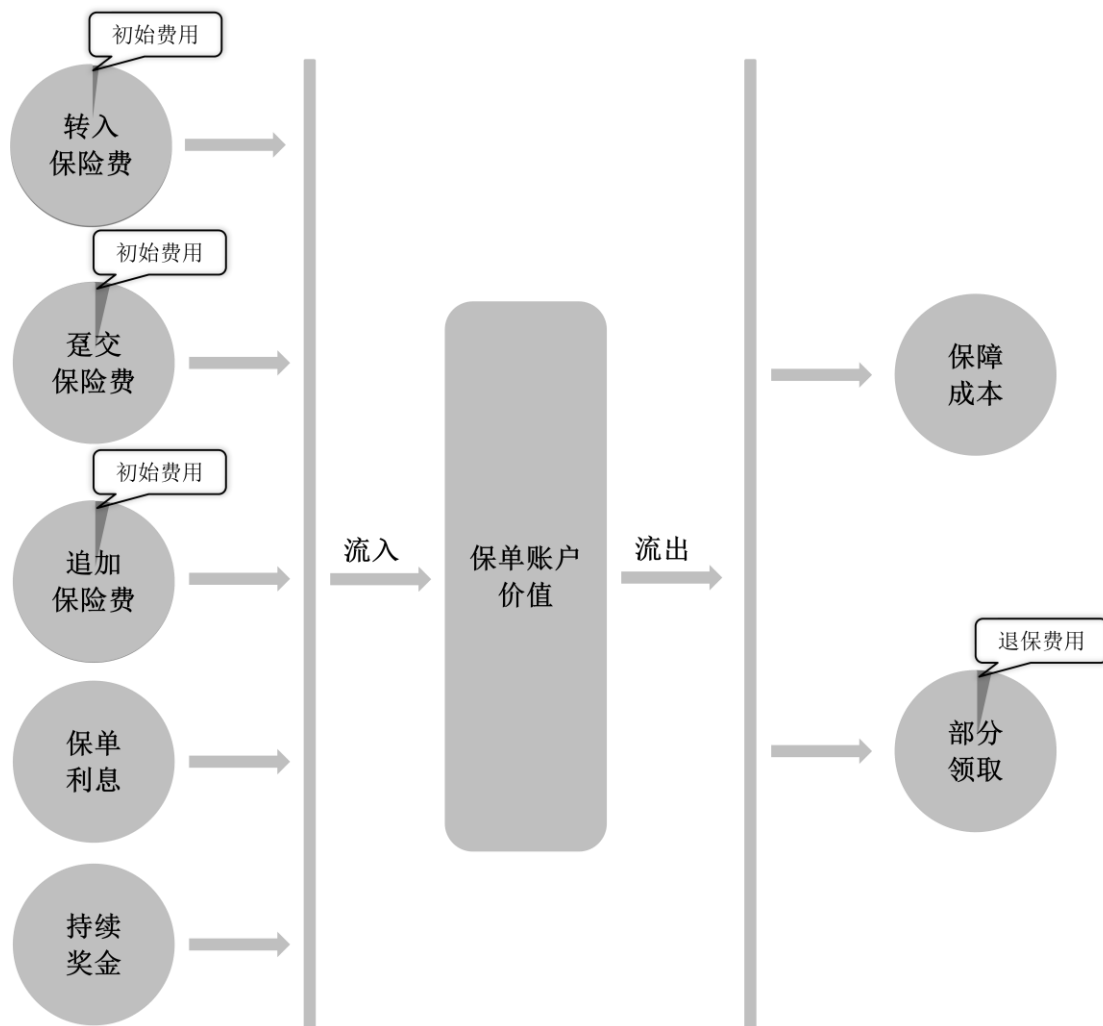 初始费用
转入
保险费
初始费用
趸交
保险费
初始费用
追加
保险费
保单
利息
持续
奖金
流入
保单账户
价值
流出
保障
成本
退保费用
部分
领取